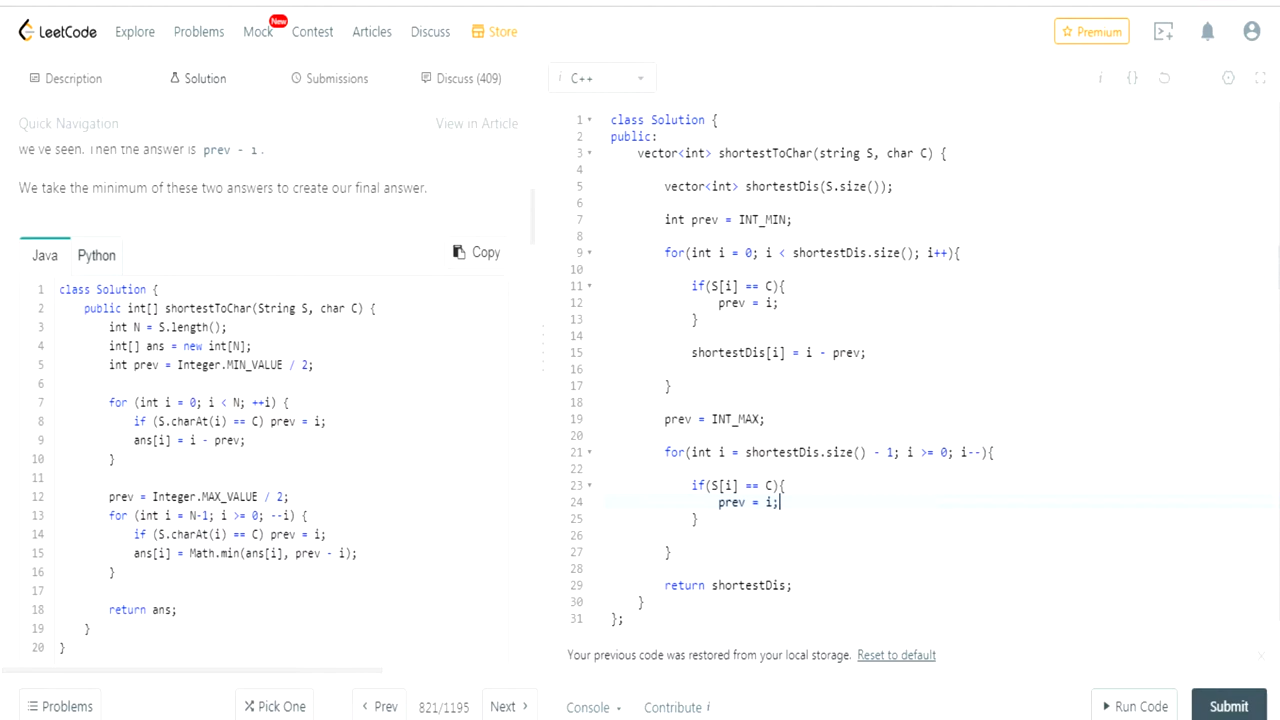 LeetCode Explore Problems Mock New Contest Articles Discuss Store Premium
Description Solution Submissions Discuss (409) i C++ i {}
Quick Navigation View in Article
we've seen. Then the answer is prev - i.
We take the minimum of these two answers to create our final answer.
Java Python Copy
1 class Solution {
2 public int[] shortestToChar(String S, char C) {
3 int N = S.length();
4 int[] ans = new int[N];
5 int prev = Integer.MIN_VALUE / 2;
6
7 for (int i = 0; i < N; ++i) {
8 if (S.charAt(i) == C) prev = i;
9 ans[i] = i - prev;
10 }
11
12 prev = Integer.MAX_VALUE / 2;
13 for (int i = N-1; i >= 0; --i) {
14 if (S.charAt(i) == C) prev = i;
15 ans[i] = Math.min(ans[i], prev - i);
16 }
17
18 return ans;
19 }
20 }
1 class Solution {
2 public:
3 vector<int> shortestToChar(string S, char C) {
4
5 vector<int> shortestDis(S.size());
6
7 int prev = INT_MIN;
8
9 for(int i = 0; i < shortestDis.size(); i++){
10
11 if(S[i] == C){
12 prev = i;
13 }
14
15 shortestDis[i] = i - prev;
16
17 }
18
19 prev = INT_MAX;
20
21 for(int i = shortestDis.size() - 1; i >= 0; i--){
22
23 if(S[i] == C){
24 prev = i;
25 }
26
27 }
28
29 return shortestDis;
30 }
31 };
Your previous code was restored from your local storage. Reset to default
Problems Pick One Prev 821/1195 Next Console Contribute i Run Code Submit